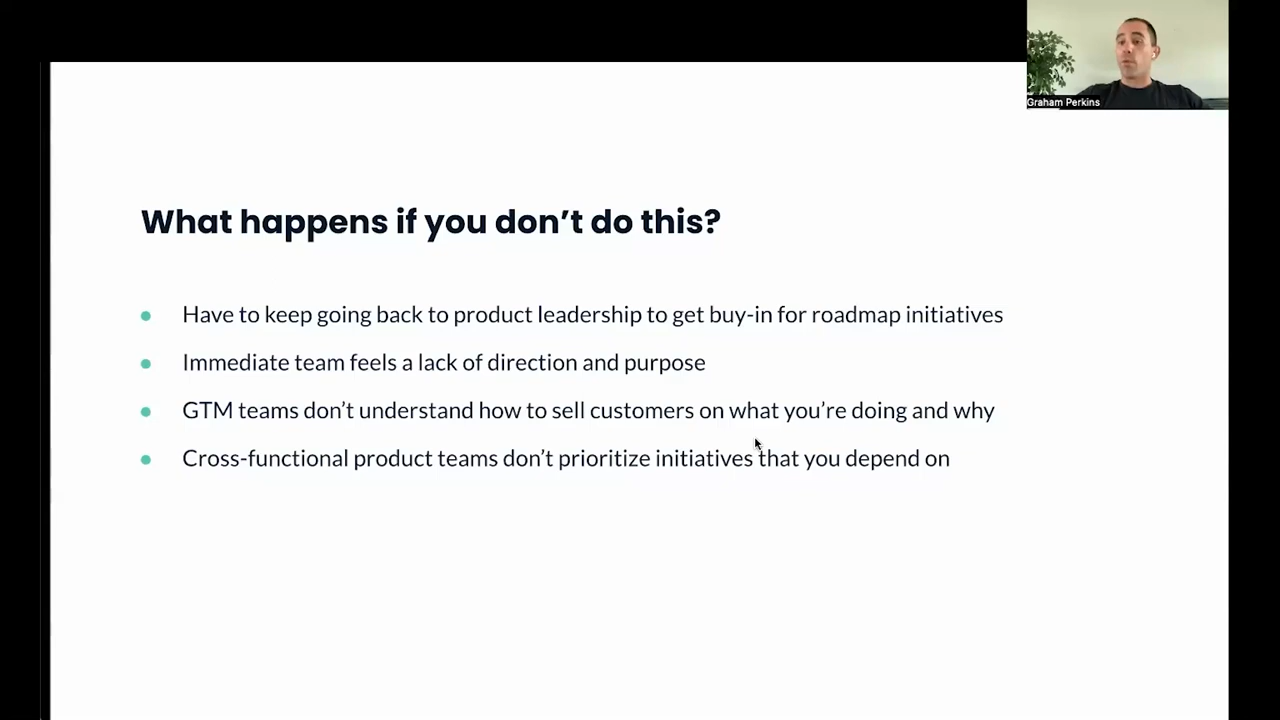 Graham Perkins
What happens if you don’t do this?
Have to keep going back to product leadership to get buy-in for roadmap initiatives
Immediate team feels a lack of direction and purpose
GTM teams don’t understand how to sell customers on what you’re doing and why
Cross-functional product teams don’t prioritize initiatives that you depend on